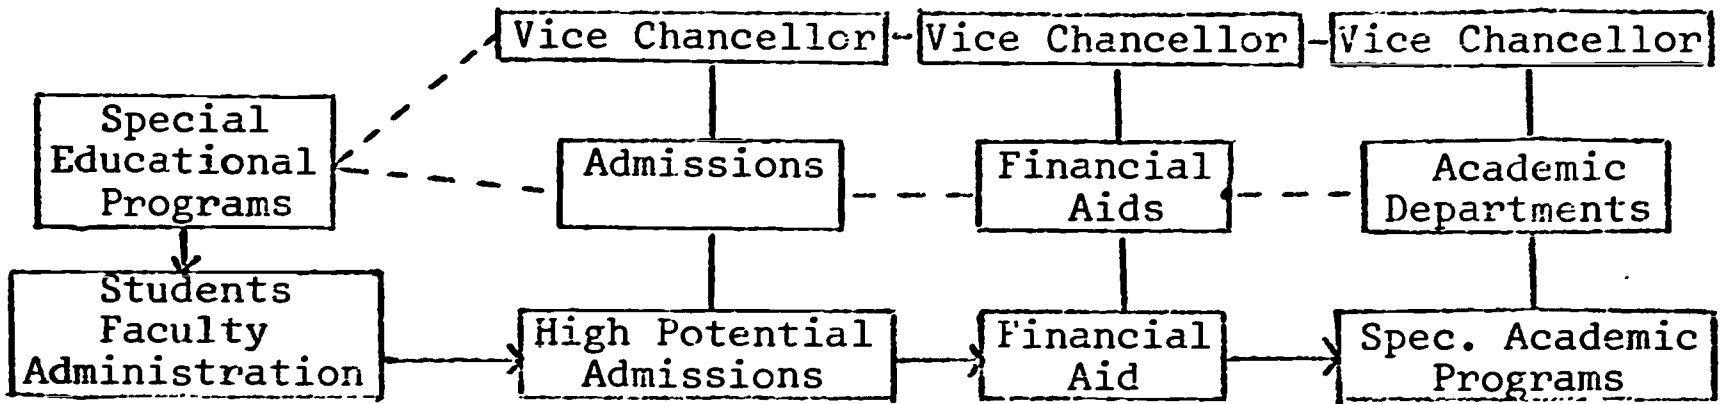 Vice Chancellor
Vice Chancellor
Vice Chancellor
Special
Educational
Programs
Admissions
Financial
Aids
Academic
Departments
Students
Faculty
Administration
High Potential
Admissions
Financial
Aid
Spec. Academic
Programs